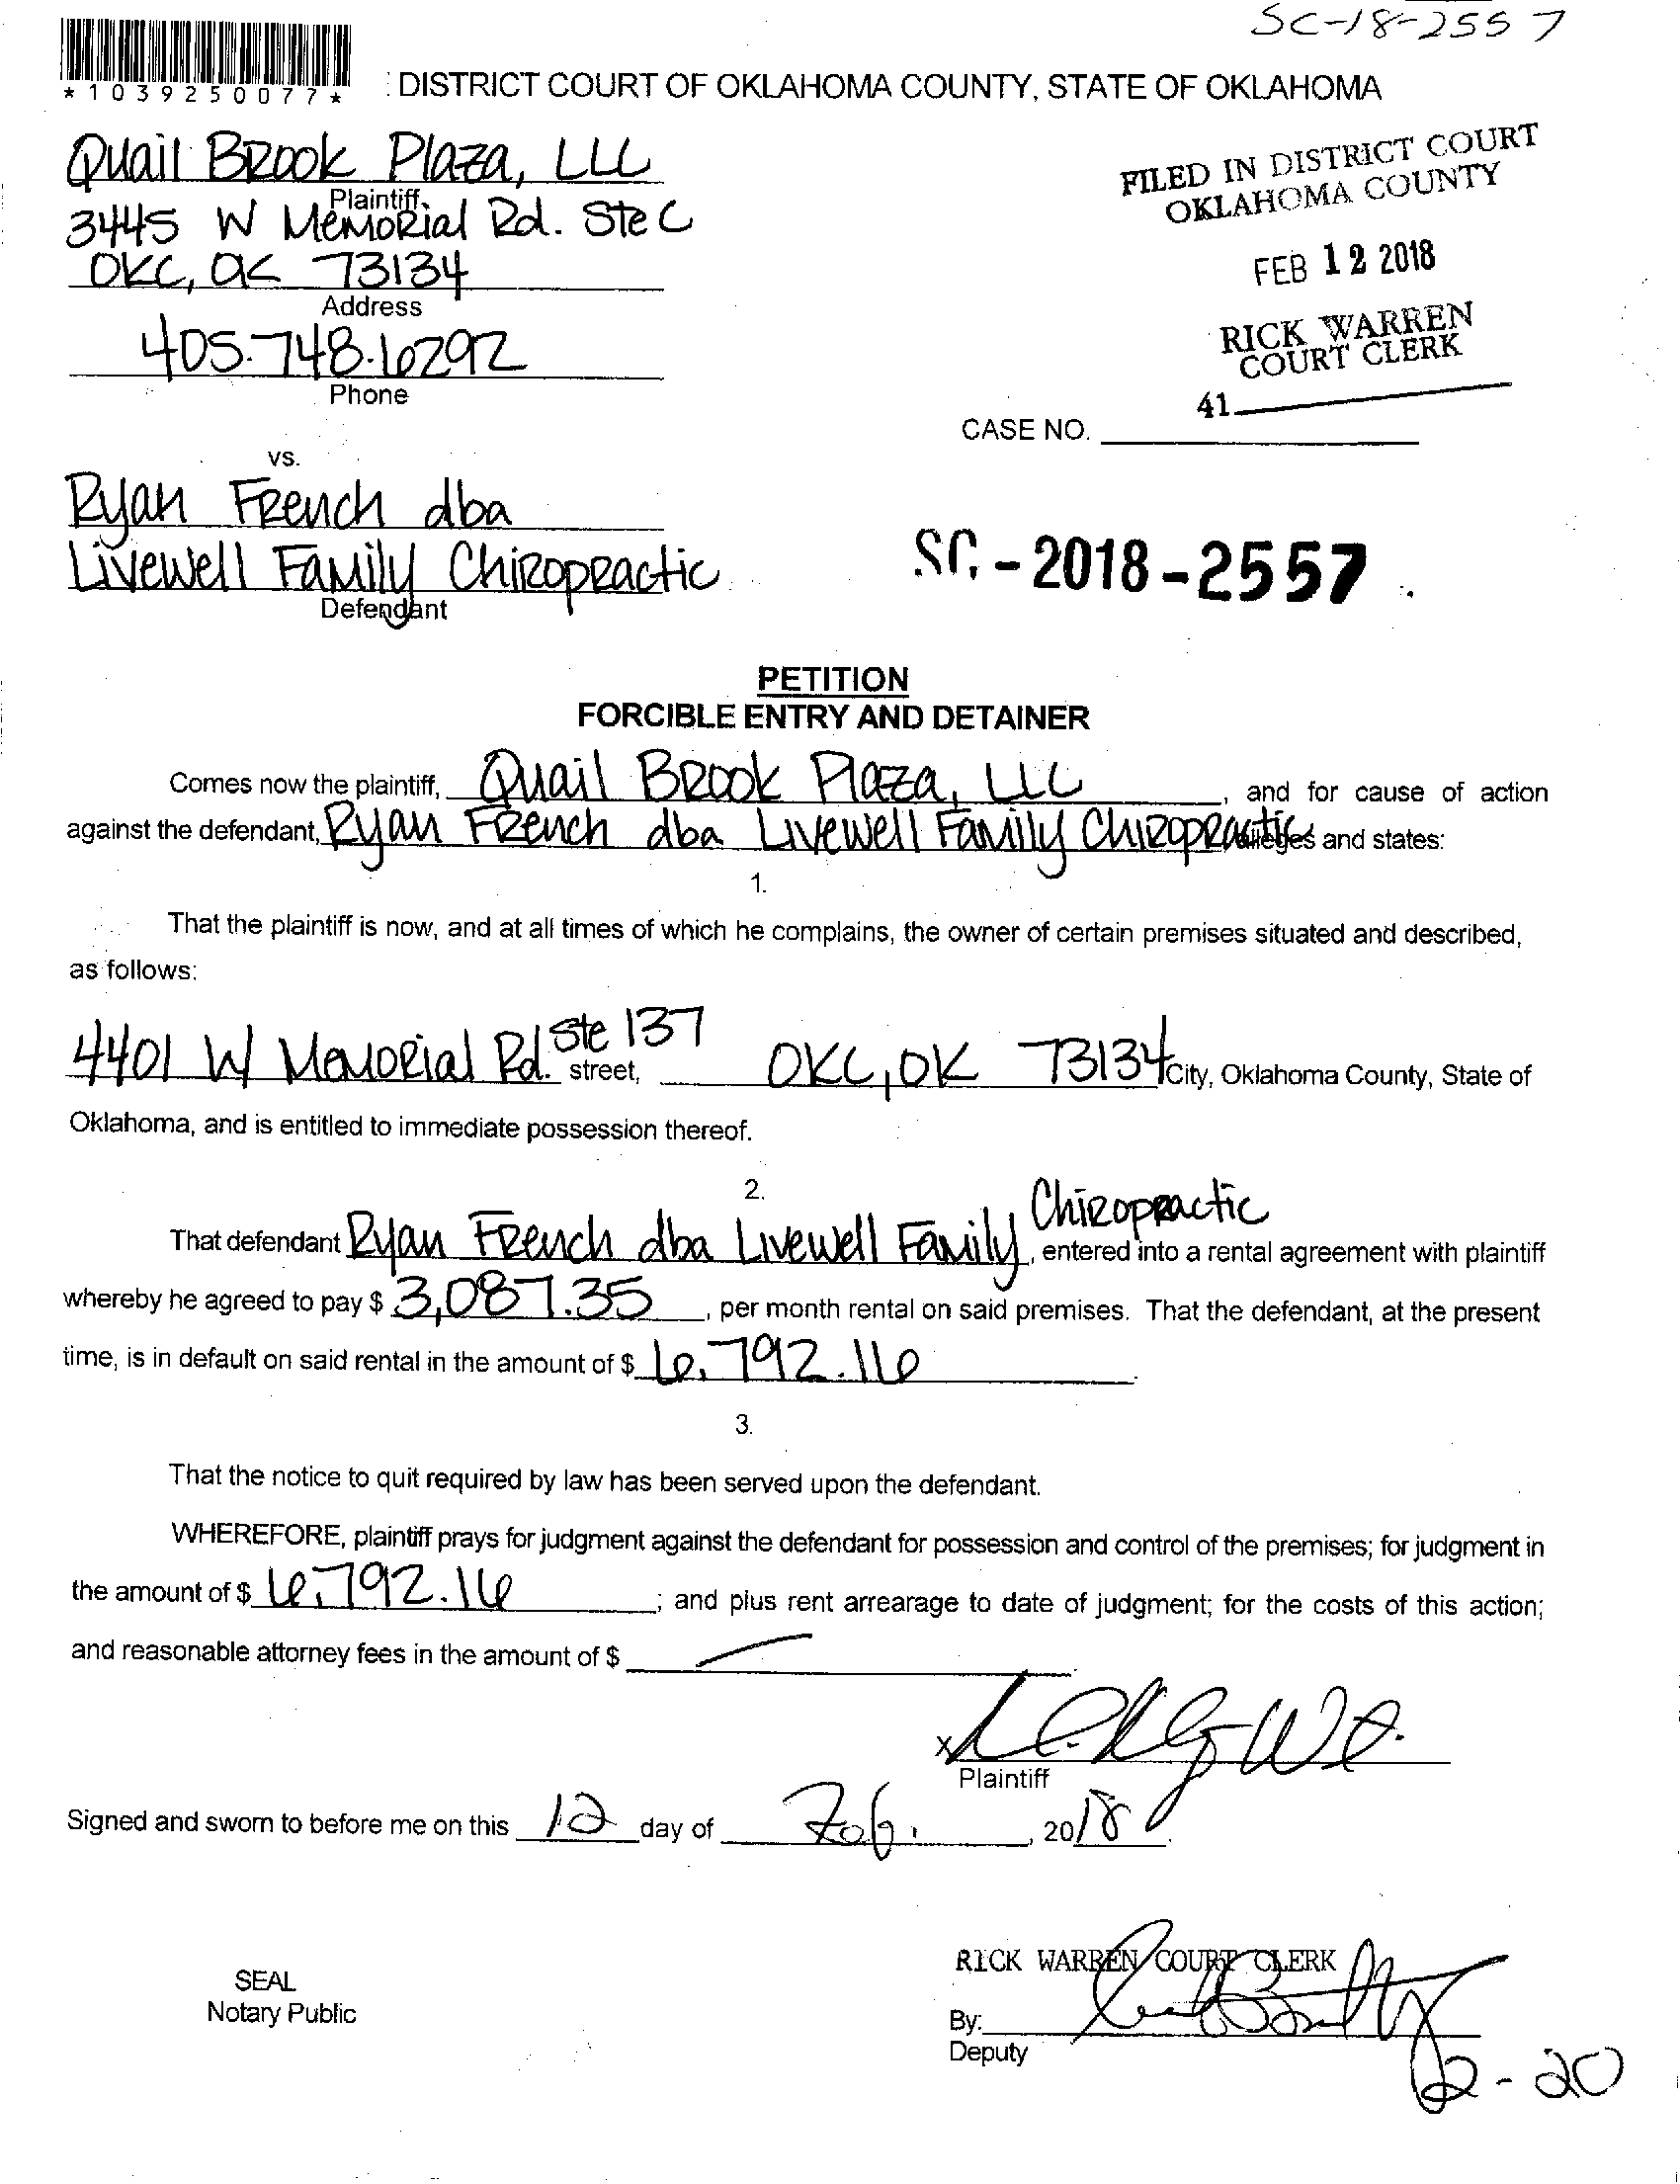 SC-18-2557
*1039250077*
DISTRICT COURT OF OKLAHOMA COUNTY, STATE OF OKLAHOMA
Quail Brook Plaza, LLC
Plaintiff
3445 W Memorial Rd. Ste C
OKC, OK 73134
Address
405-748-6292
Phone
FILED IN DISTRICT COURT
OKLAHOMA COUNTY
FEB 12 2018
RICK WARREN
COURT CLERK
41
CASE NO.
vs.
Ryan French dba
Livewell Family Chiropractic
Defendant
SC-2018-2557
PETITION
FORCIBLE ENTRY AND DETAINER
Comes now the plaintiff, Quail Brook Plaza, LLC, and for cause of action
against the defendant, Ryan French dba Livewell Family Chiropractic alleges and states:
1.
That the plaintiff is now, and at all times of which he complains, the owner of certain premises situated and described,
as follows:
4401 W Memorial Rd. Ste 137 street, OKC, OK 73134 City, Oklahoma County, State of
Oklahoma, and is entitled to immediate possession thereof.
2.
That defendant Ryan French dba Livewell Family Chiropractic, entered into a rental agreement with plaintiff
whereby he agreed to pay $ 3,087.35, per month rental on said premises. That the defendant, at the present
time, is in default on said rental in the amount of $ 6,792.16.
3.
That the notice to quit required by law has been served upon the defendant.
WHEREFORE, plaintiff prays for judgment against the defendant for possession and control of the premises; for judgment in
the amount of $ 6,792.16; and plus rent arrearage to date of judgment; for the costs of this action;
and reasonable attorney fees in the amount of $
X
Plaintiff
Signed and sworn to before me on this 12 day of Feb., 2018.
RICK WARREN COURT CLERK
SEAL
Notary Public
By:
Deputy
2-20